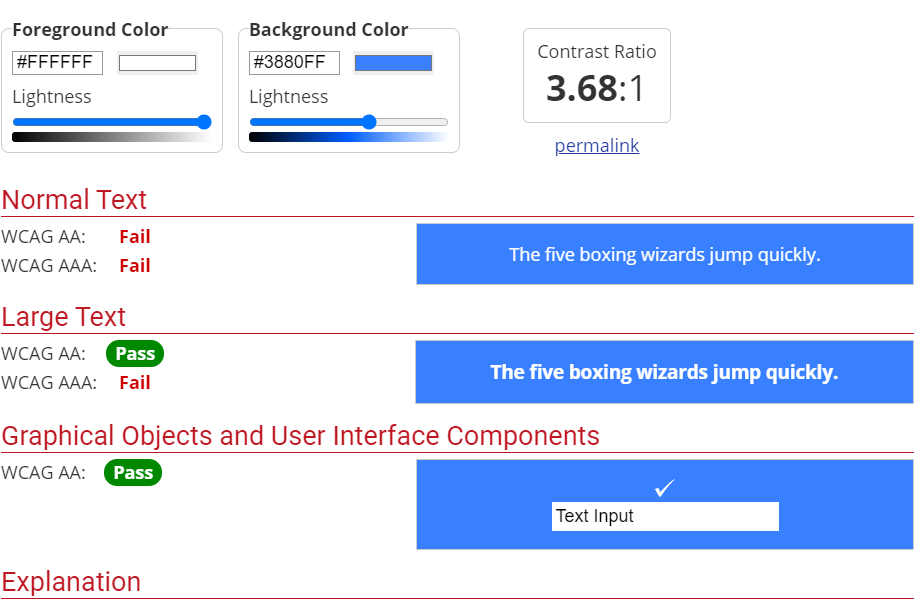 Foreground Color
#FFFFFF
Lightness
Background Color
#3880FF
Lightness
Contrast Ratio
3.68:1
permalink
Normal Text
WCAG AA: Fail
WCAG AAA: Fail
The five boxing wizards jump quickly.
Large Text
WCAG AA: Pass
WCAG AAA: Fail
The five boxing wizards jump quickly.
Graphical Objects and User Interface Components
WCAG AA: Pass
✓
Text Input
Explanation